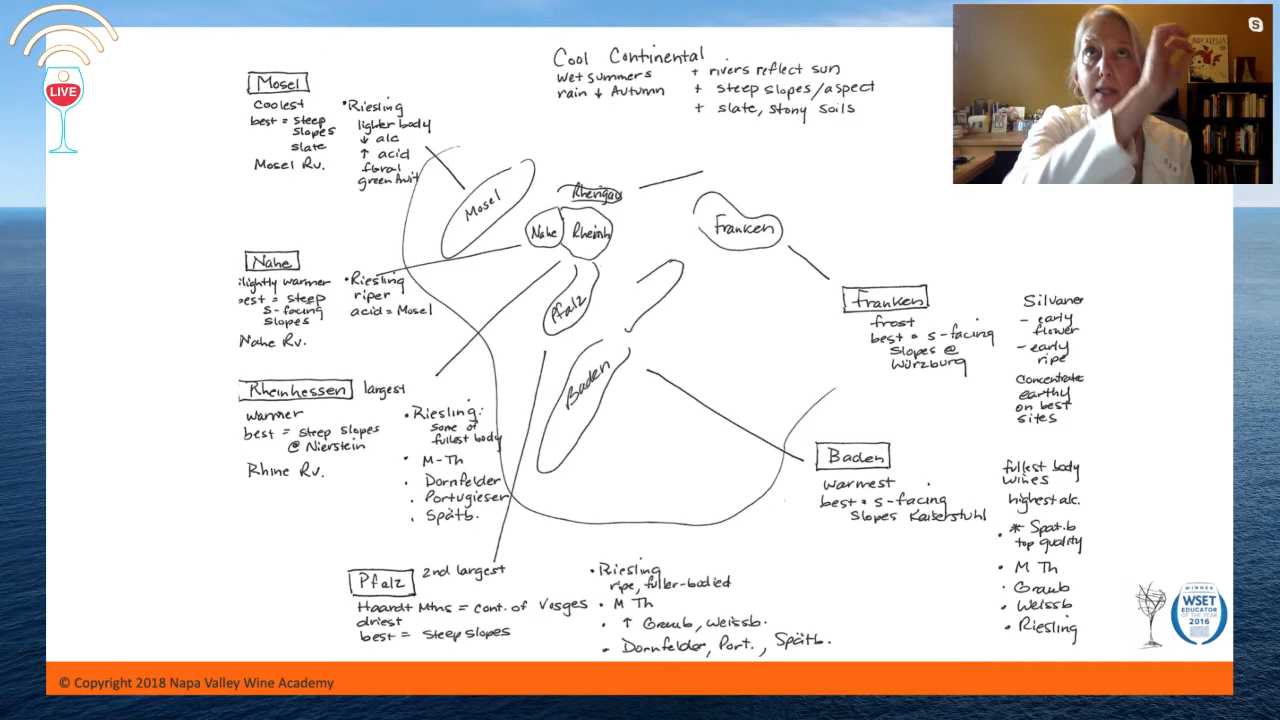 LIVE
Cool Continental
wet summers
rain ↓ Autumn
+ rivers reflect sun
+ steep slopes/aspect
+ slate, stony soils
Mosel
coolest
best = steep
slopes
slate
Mosel Rv.
• Riesling
lighter body
↓ alc
↑ acid
floral
green fruit
Mosel
Rheingau
Nahe
Rheinh
Franken
Pfalz
Baden
Nahe
slightly warmer
best = steep
s-facing
slopes
Nahe Rv.
• Riesling
riper
acid = Mosel
Rheinhessen largest
warmer
best = steep slopes
@ Nierstein
Rhine Rv.
• Riesling:
some of
fullest body
• M-Th
• Dornfelder
• Portugieser
• Spätb.
Pfalz 2nd largest
Haardt Mtns = cont. of Vosges
driest
best = steep slopes
• Riesling
ripe, fuller-bodied
• M Th
• ↑ Graub, Weissb.
• Dornfelder, Port., Spätb.
Franken
frost
best = s-facing
slopes @
Würzburg
Silvaner
- early
flower
- early
ripe
concentrate
earthy
on best
sites
Baden
warmest
best = s-facing
slopes Kaiserstuhl
fullest body
wines
highest alc.
• * Spatb
top quality
• M Th
• Graub
• Weissb
• Riesling
WINNER
WSET
EDUCATOR
OF THE YEAR
2016
© Copyright 2018 Napa Valley Wine Academy